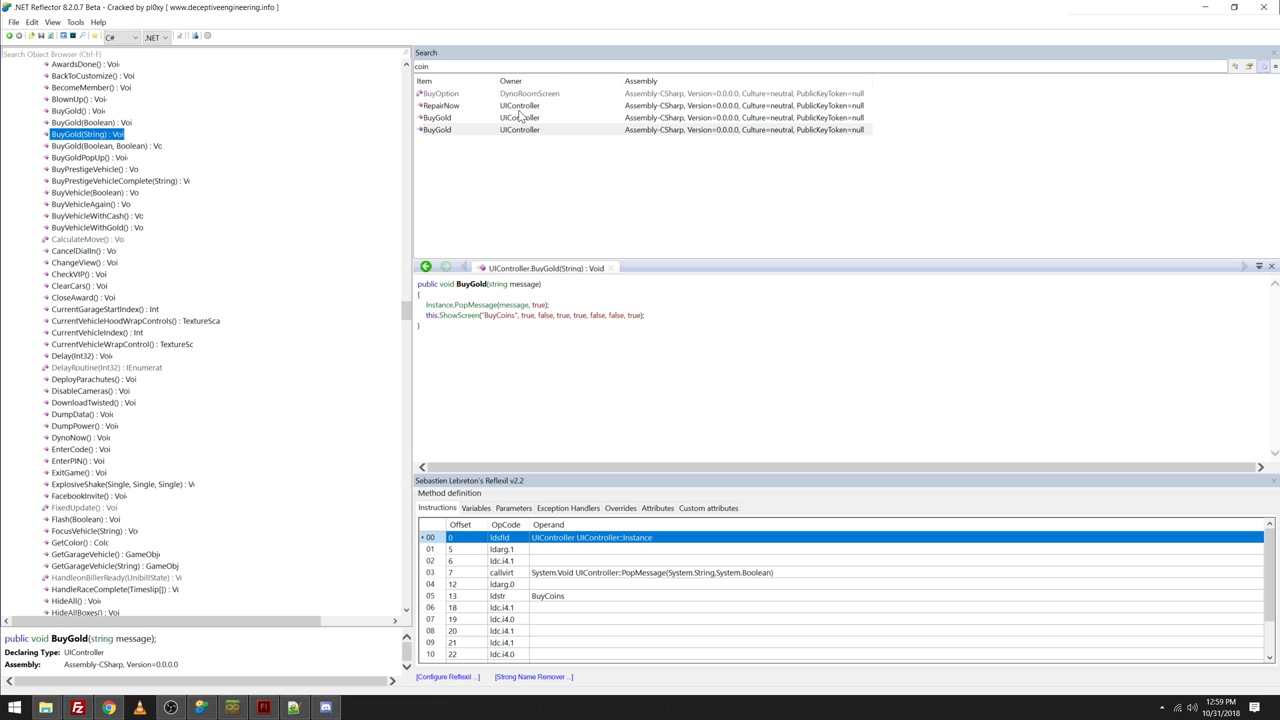 .NET Reflector 8.2.0.7 Beta - Cracked by pl0xy [ www.deceptiveengineering.info ]
File Edit View Tools Help
C# .NET
Search Object Browser (Ctrl-F)
AwardsDone() : Voi
BackToCustomize() : Voi
BecomeMember() : Voi
BlownUp() : Voi
BuyGold() : Voi
BuyGold(Boolean) : Voi
BuyGold(String) : Voi
BuyGold(Boolean, Boolean) : Vc
BuyGoldPopUp() : Voi
BuyPrestigeVehicle() : Voi
BuyPrestigeVehicleComplete(String) : Vo
BuyVehicle(Boolean) : Vo
BuyVehicleAgain() : Vo
BuyVehicleWithCash() : Vc
BuyVehicleWithGold() : Vo
CalculateMove() : Vo
CancelDialIn() : Vo
ChangeView() : Voi
CheckVIP() : Voi
ClearCars() : Voi
CloseAward() : Voi
CurrentGarageStartIndex() : Int
CurrentVehicleHoodWrapControls() : TextureSca
CurrentVehicleIndex() : Int
CurrentVehicleWrapControl() : TextureSc
Delay(Int32) : Voi
DelayRoutine(Int32) : IEnumerat
DeployParachutes() : Voi
DisableCameras() : Voi
DownloadTwisted() : Voi
DumpData() : Voi
DumpPower() : Voi
DynoNow() : Voi
EnterCode() : Voi
EnterPIN() : Voi
ExitGame() : Voi
ExplosiveShake(Single, Single, Single) : Vo
FacebookInvite() : Voi
FixedUpdate() : Voi
Flash(Boolean) : Voi
FocusVehicle(String) : Voi
GetColor() : Colc
GetGarageVehicle() : GameObje
GetGarageVehicle(String) : GameObj
HandleonBillerReady(UnibillState) : Voi
HandleRaceComplete(Timeslip[]) : Vo
HideAll() : Voi
HideAllBoxes() : Voi
public void BuyGold(string message);
Declaring Type: UIController
Assembly: Assembly-CSharp, Version=0.0.0.0
Search
coin
Item Owner Assembly
BuyOption DynoRoomScreen Assembly-CSharp, Version=0.0.0.0, Culture=neutral, PublicKeyToken=null
RepairNow UIController Assembly-CSharp, Version=0.0.0.0, Culture=neutral, PublicKeyToken=null
BuyGold UIController Assembly-CSharp, Version=0.0.0.0, Culture=neutral, PublicKeyToken=null
BuyGold UIController Assembly-CSharp, Version=0.0.0.0, Culture=neutral, PublicKeyToken=null
UIController.BuyGold(String) : Void
public void BuyGold(string message)
{
Instance.PopMessage(message, true);
this.ShowScreen("BuyCoins", true, false, true, true, false, false, true);
}
Sebastien Lebreton's Reflexil v2.2
Method definition
Instructions Variables Parameters Exception Handlers Overrides Attributes Custom attributes
Offset OpCode Operand
00 0 ldsfld UIController UIController::Instance
01 5 ldarg.1
02 6 ldc.i4.1
03 7 callvirt System.Void UIController::PopMessage(System.String,System.Boolean)
04 12 ldarg.0
05 13 ldstr BuyCoins
06 18 ldc.i4.1
07 19 ldc.i4.0
08 20 ldc.i4.1
09 21 ldc.i4.1
10 22 ldc.i4.0
[Configure Reflexil ...] [Strong Name Remover ...]
12:59 PM
10/31/2018